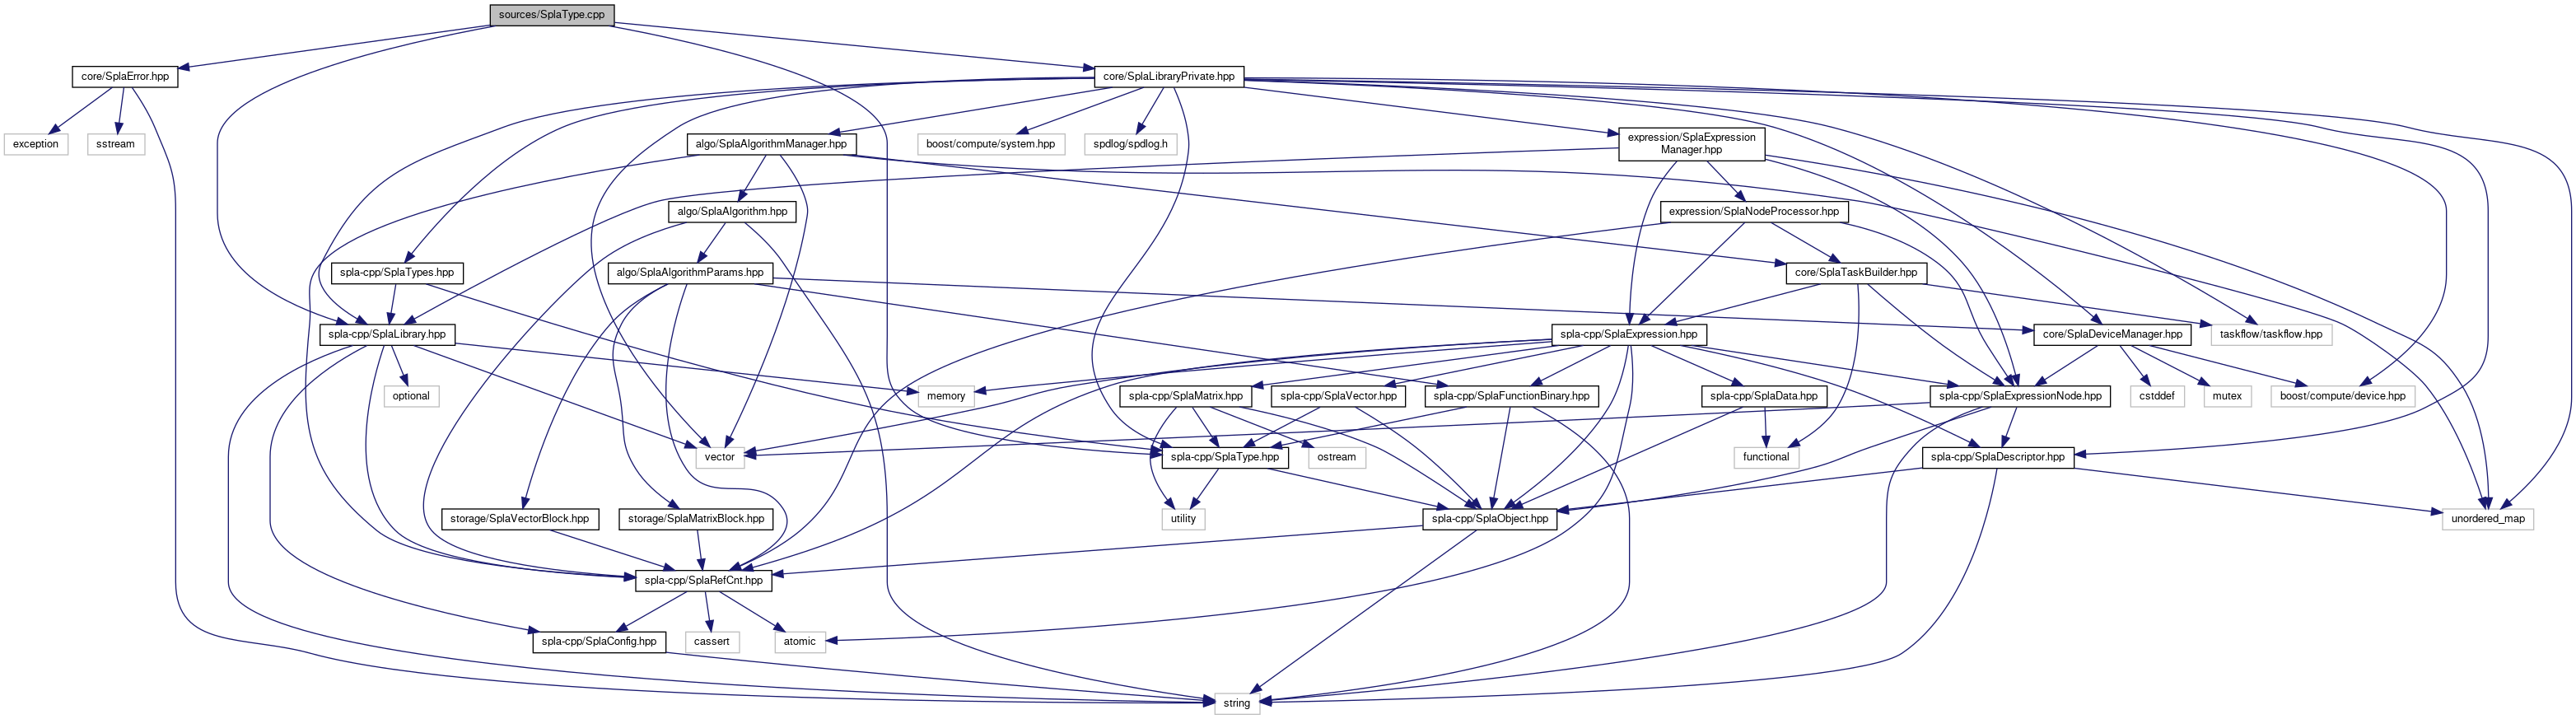 sources/SplaType.cpp
core/SplaError.hpp
core/SplaLibraryPrivate.hpp
exception
sstream
algo/SplaAlgorithmManager.hpp
boost/compute/system.hpp
spdlog/spdlog.h
expression/SplaExpression
Manager.hpp
algo/SplaAlgorithm.hpp
expression/SplaNodeProcessor.hpp
spla-cpp/SplaTypes.hpp
algo/SplaAlgorithmParams.hpp
core/SplaTaskBuilder.hpp
spla-cpp/SplaLibrary.hpp
spla-cpp/SplaExpression.hpp
core/SplaDeviceManager.hpp
taskflow/taskflow.hpp
optional
memory
spla-cpp/SplaMatrix.hpp
spla-cpp/SplaVector.hpp
spla-cpp/SplaFunctionBinary.hpp
spla-cpp/SplaData.hpp
spla-cpp/SplaExpressionNode.hpp
cstddef
mutex
boost/compute/device.hpp
vector
spla-cpp/SplaType.hpp
ostream
functional
spla-cpp/SplaDescriptor.hpp
storage/SplaVectorBlock.hpp
storage/SplaMatrixBlock.hpp
utility
spla-cpp/SplaObject.hpp
unordered_map
spla-cpp/SplaRefCnt.hpp
spla-cpp/SplaConfig.hpp
cassert
atomic
string